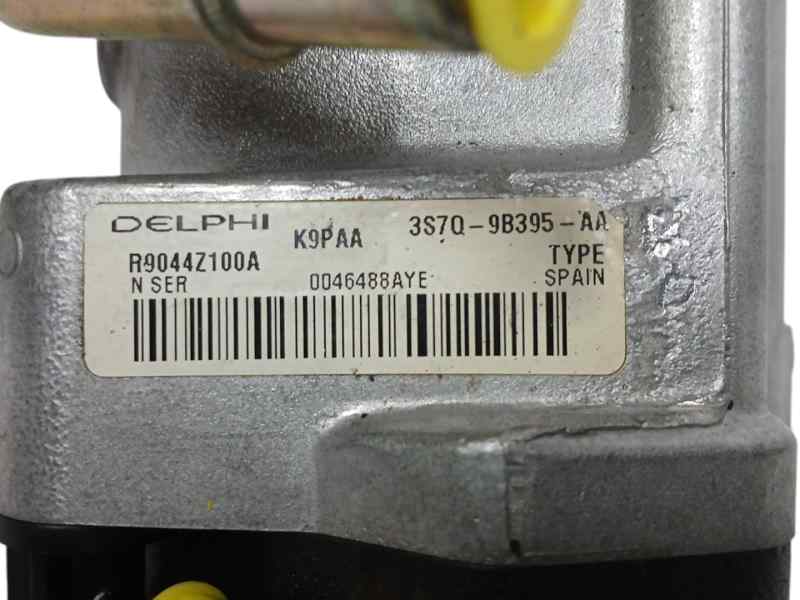 DELPHI K9PAA 3S7Q-9B395-AA
R9044Z100A TYPE
N SER 0046488AYE SPAIN